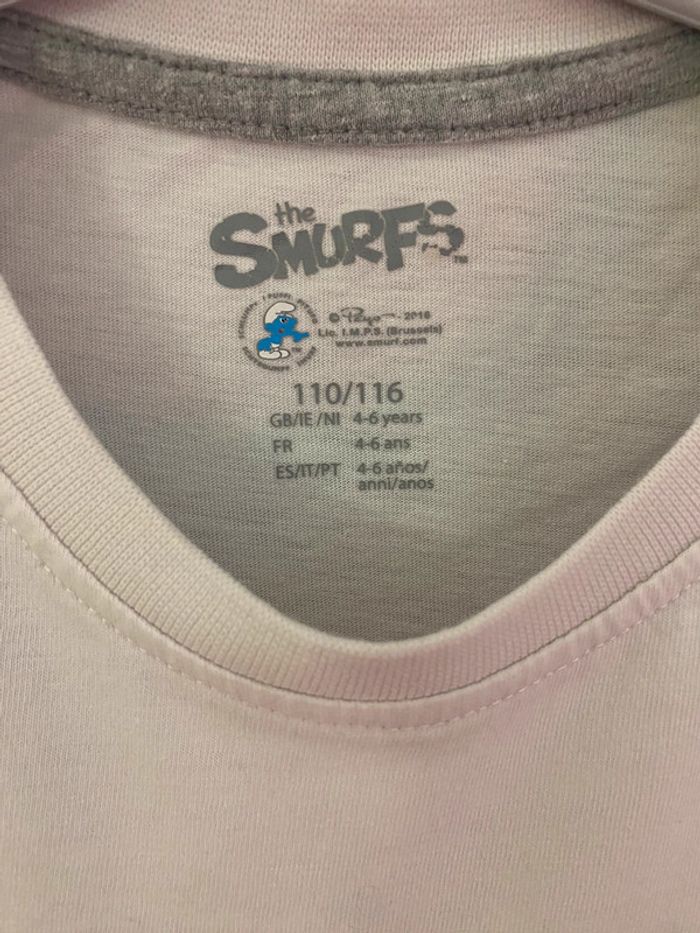 the
SMURFS™
© Peyo - 2018
Lic. I.M.P.S. (Brussels)
www.smurf.com
110/116
GB/IE/NI 4-6 years
FR 4-6 ans
ES/IT/PT 4-6 años/
anni/anos